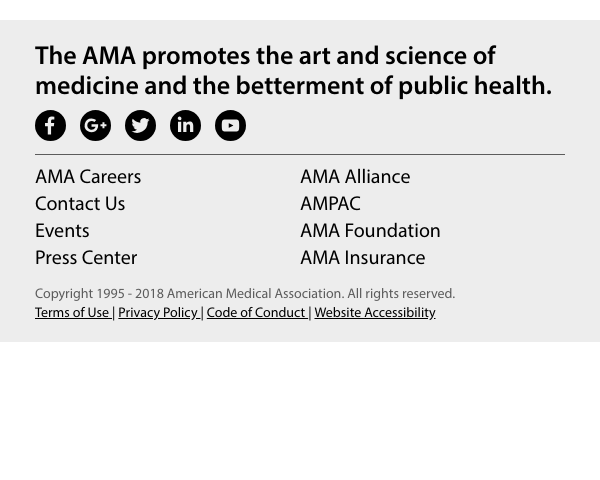 The AMA promotes the art and science of
medicine and the betterment of public health.
AMA Careers
Contact Us
Events
Press Center
AMA Alliance
AMPAC
AMA Foundation
AMA Insurance
Copyright 1995 - 2018 American Medical Association. All rights reserved.
Terms of Use | Privacy Policy | Code of Conduct | Website Accessibility